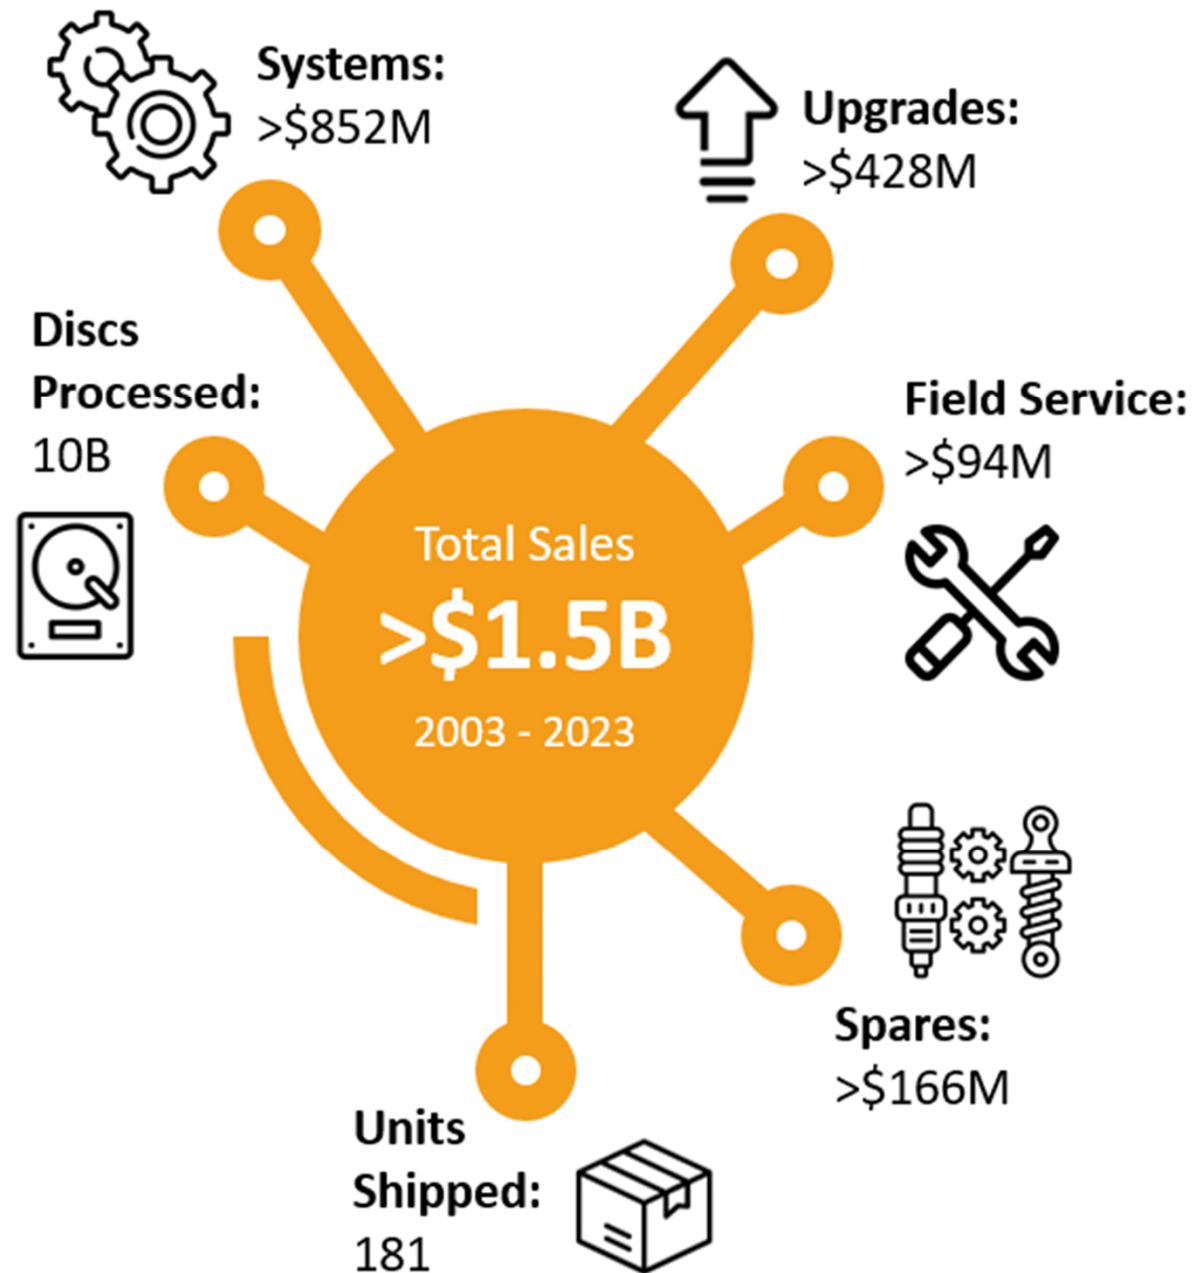 Systems:
>$852M
Upgrades:
>$428M
Discs
Processed:
10B
Field Service:
>$94M
Total Sales
>$1.5B
2003 - 2023
Spares:
>$166M
Units
Shipped:
181